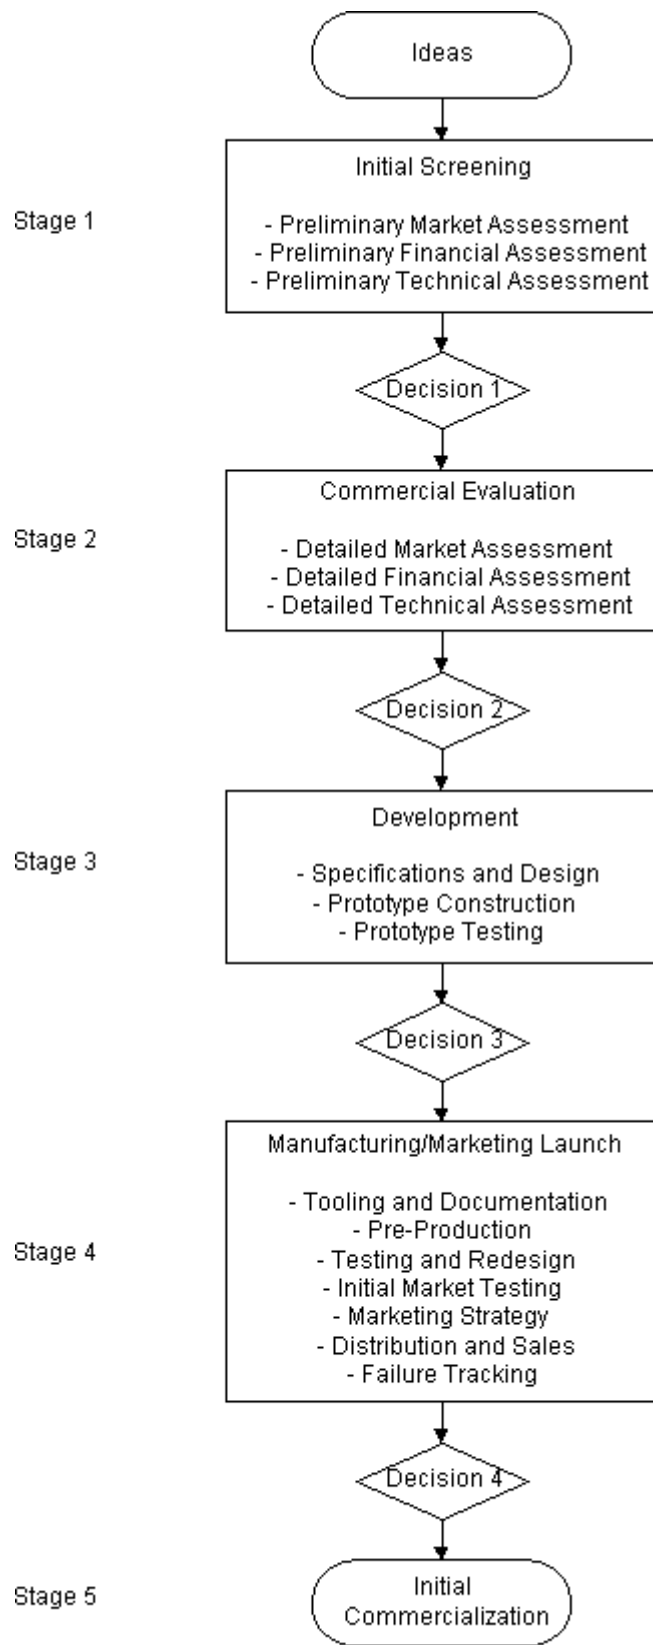 Ideas
Initial Screening
Stage 1
- Preliminary Market Assessment
- Preliminary Financial Assessment
- Preliminary Technical Assessment
Decision 1
Commercial Evaluation
Stage 2
- Detailed Market Assessment
- Detailed Financial Assessment
- Detailed Technical Assessment
Decision 2
Development
Stage 3
- Specifications and Design
- Prototype Construction
- Prototype Testing
Decision 3
Manufacturing/Marketing Launch
- Tooling and Documentation
- Pre-Production
Stage 4
- Testing and Redesign
- Initial Market Testing
- Marketing Strategy
- Distribution and Sales
- Failure Tracking
Decision 4
Stage 5
Initial
Commercialization